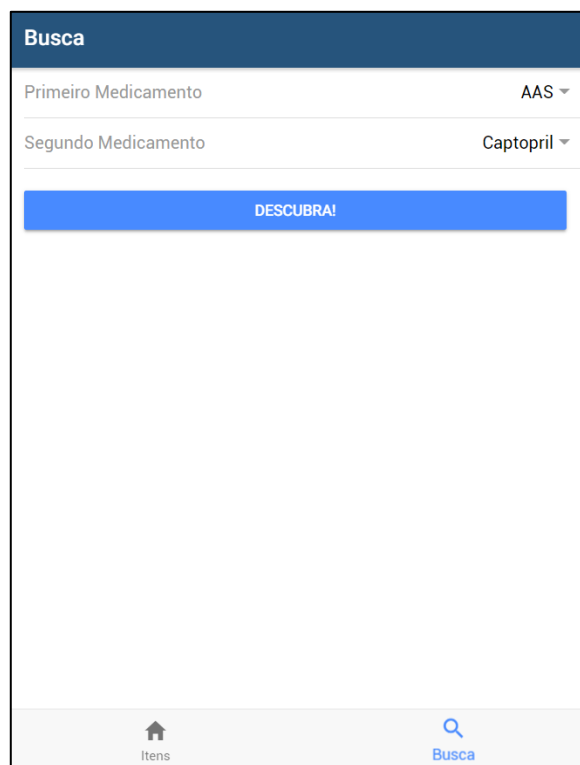 Busca
Primeiro Medicamento AAS
Segundo Medicamento Captopril
DESCUBRA!
Itens Busca